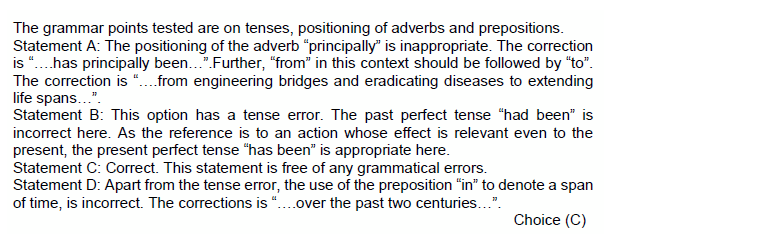 The grammar points tested are on tenses, positioning of adverbs and prepositions.
Statement A: The positioning of the adverb “principally” is inappropriate. The correction
is “....has principally been...”.Further, “from” in this context should be followed by “to”.
The correction is “....from engineering bridges and eradicating diseases to extending
life spans...”.
Statement B: This option has a tense error. The past perfect tense “had been” is
incorrect here. As the reference is to an action whose effect is relevant even to the
present, the present perfect tense “has been” is appropriate here.
Statement C: Correct. This statement is free of any grammatical errors.
Statement D: Apart from the tense error, the use of the preposition “in” to denote a span
of time, is incorrect. The corrections is “....over the past two centuries...”.
Choice (C)